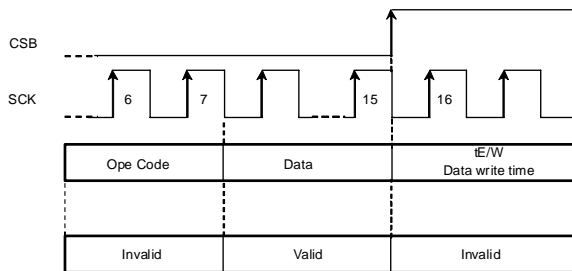 CSB
SCK
6
7
15
16
Ope Code
Data
tE/W
Data write time
Invalid
Valid
Invalid